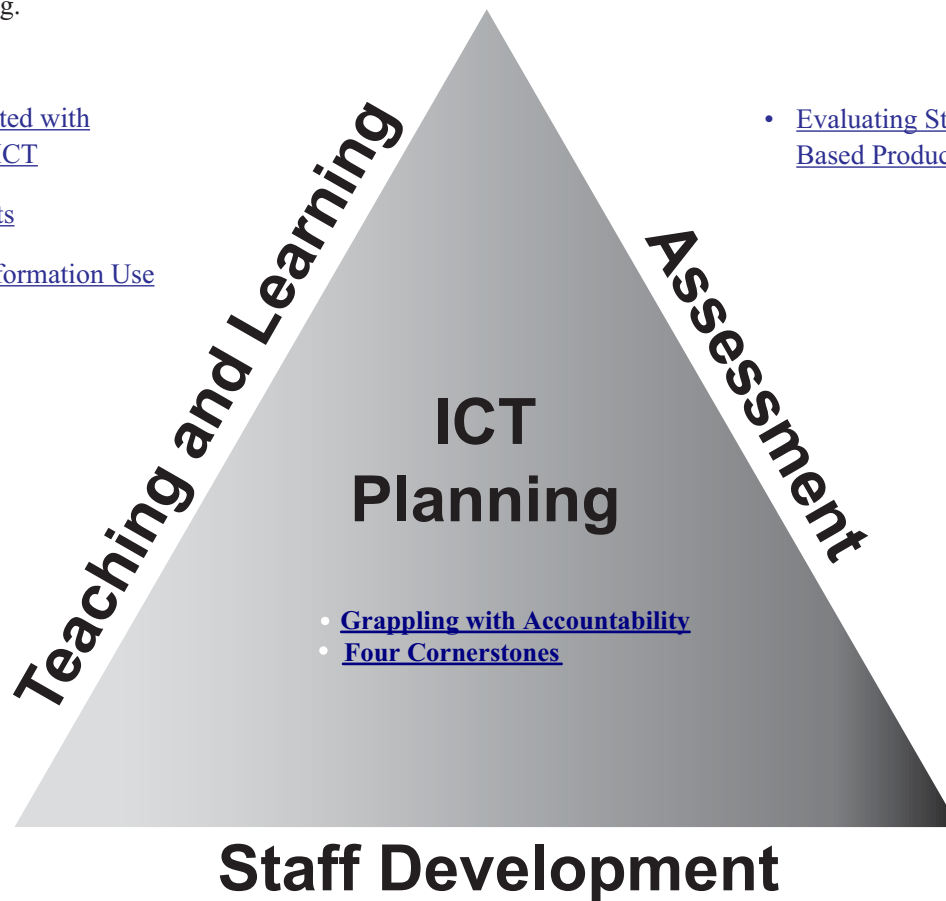 g.
ted with
ICT
ts
formation Use
Teaching and Learning
• Evaluating St
Based Produc
Assessment
ICT
Planning
• Grappling with Accountability
• Four Cornerstones
Staff Development